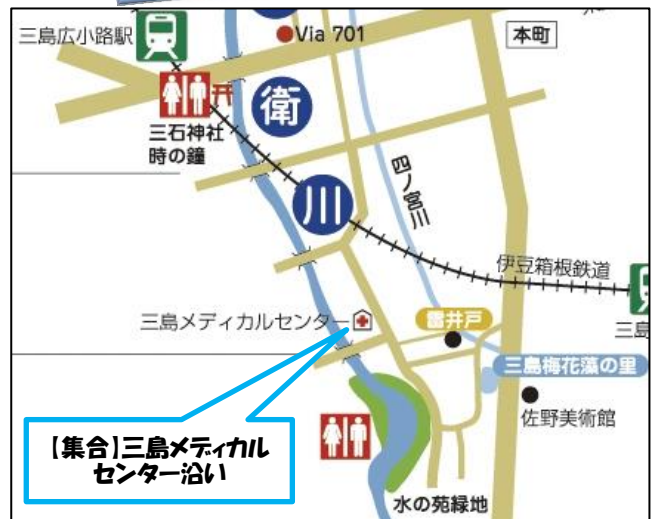 三島広小路駅
Via 701
本町
衛
三石神社
時の鐘
四ノ宮川
川
伊豆箱根鉄道
三島メディカルセンター
雷井戸
三島
三島梅花藻の里
佐野美術館
【集合】三島メディカル
センター沿い
水の苑緑地